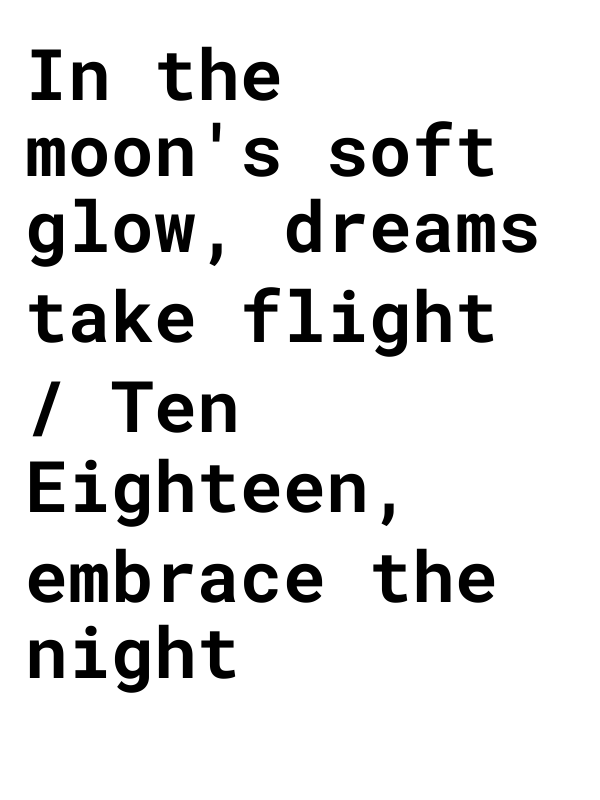 In the
moon's soft
glow, dreams
take flight
/ Ten
Eighteen,
embrace the
night